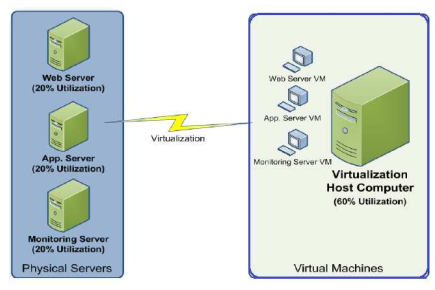 Web Server
(20% Utilization)
App. Server
(20% Utilization)
Monitoring Server
(20% Utilization)
Physical Servers
Virtualization
Web Server VM
App. Server VM
Monitoring Server VM
Virtualization
Host Computer
(60% Utilization)
Virtual Machines